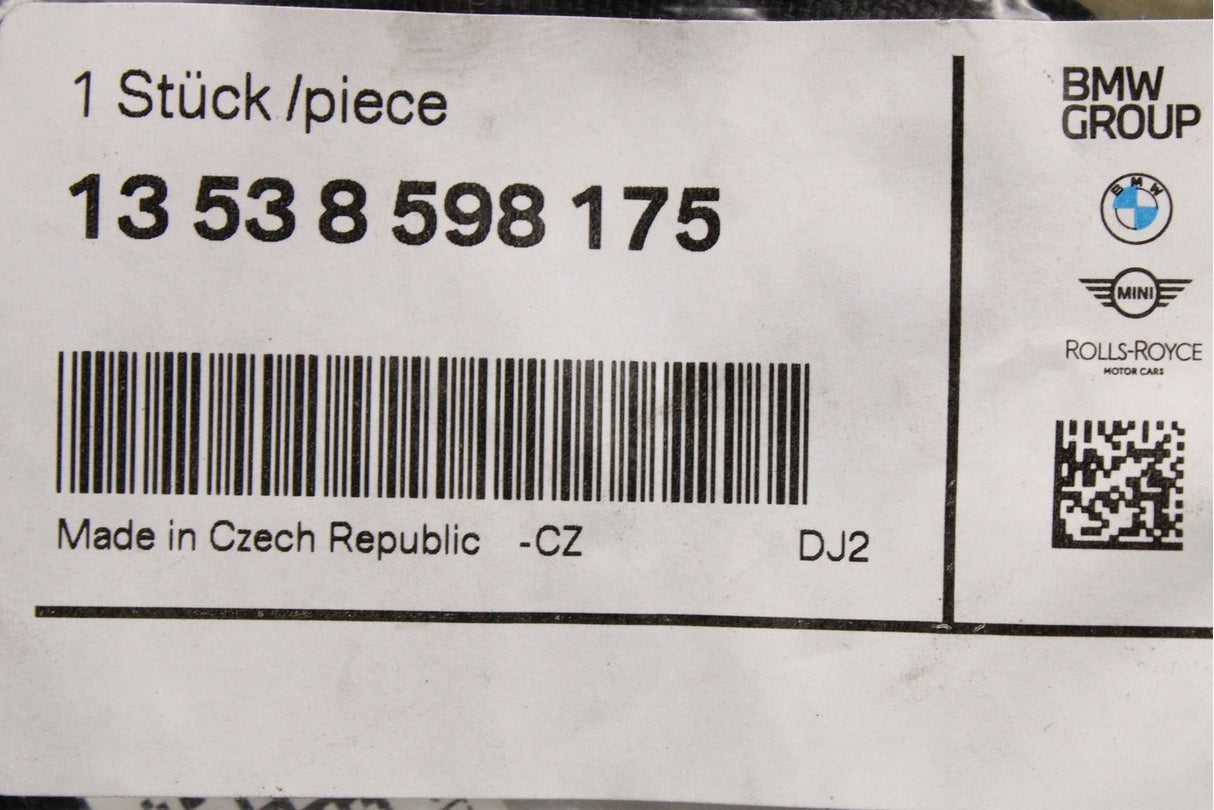 1 Stück /piece
13 53 8 598 175
Made in Czech Republic -CZ DJ2
BMW
GROUP
BMW
MINI
ROLLS-ROYCE
MOTOR CARS